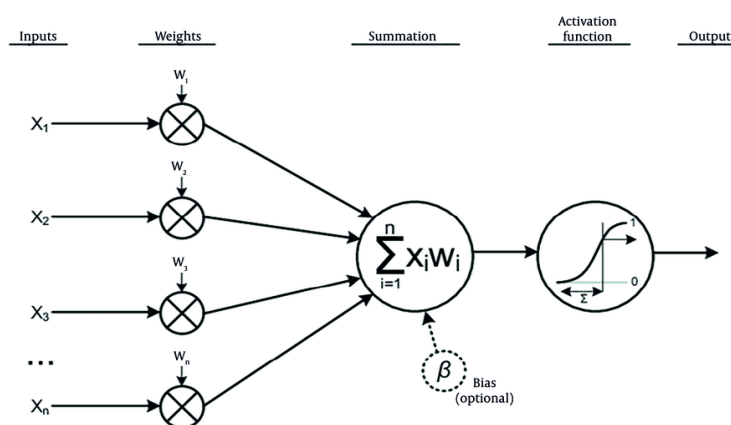 Inputs
Weights
Summation
Activation
function
Output
W₁
X₁
W₂
X₂
n
∑ XᵢWᵢ
i=1
1
0
Σ
W₃
X₃
...
Wₙ
Xₙ
β
Bias
(optional)